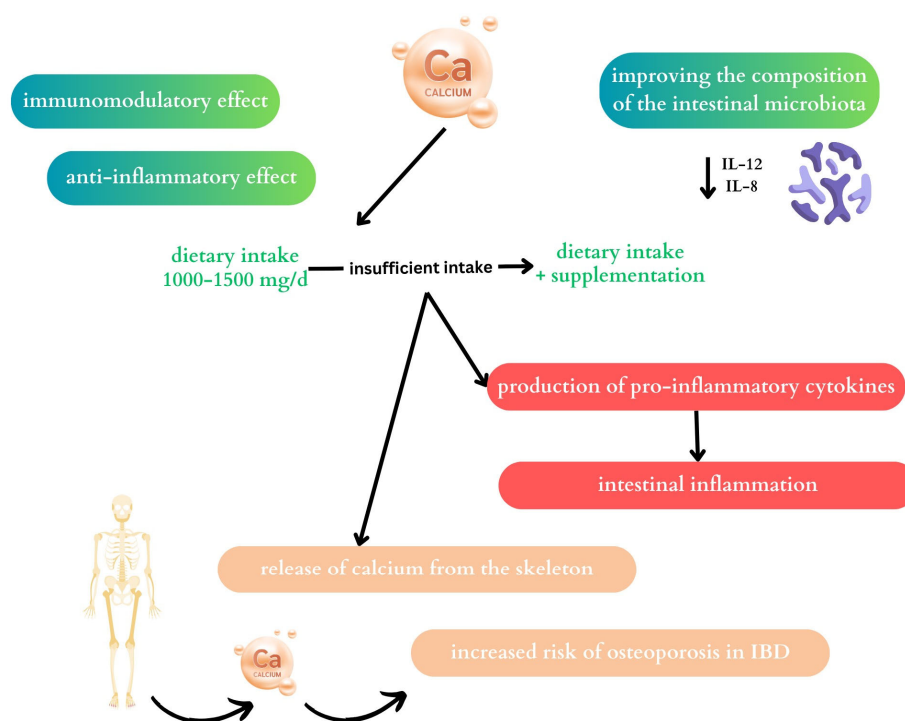 Ca
CALCIUM
immunomodulatory effect
anti-inflammatory effect
improving the composition
of the intestinal microbiota
IL-12
IL-8
dietary intake
1000-1500 mg/d
insufficient intake
dietary intake
+ supplementation
production of pro-inflammatory cytokines
intestinal inflammation
release of calcium from the skeleton
increased risk of osteoporosis in IBD
Ca
CALCIUM